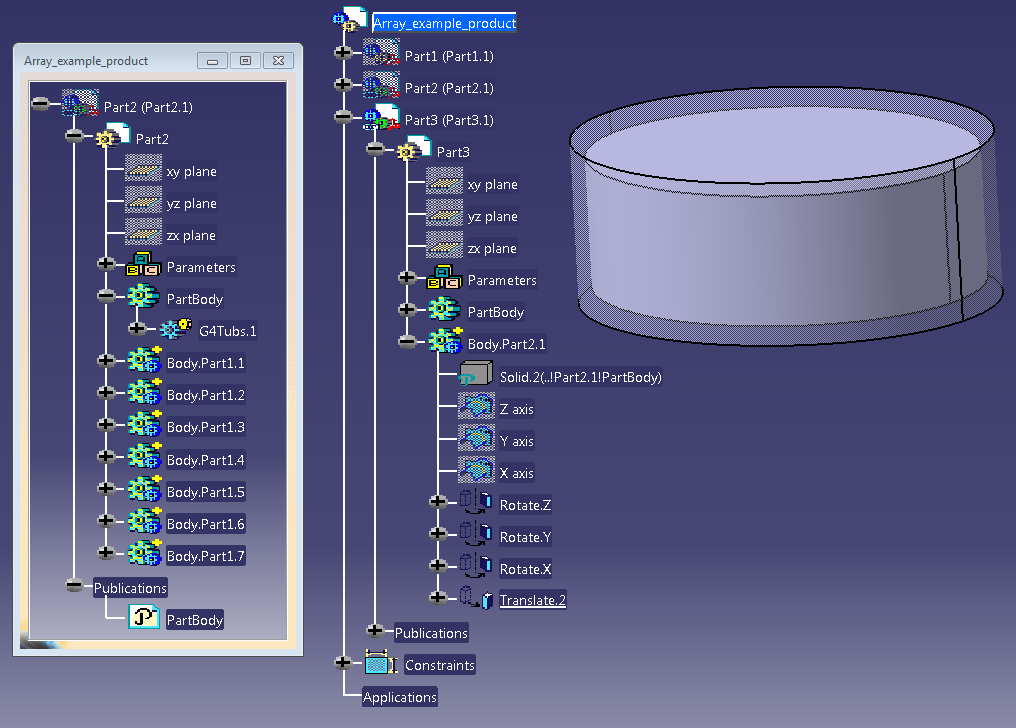 Array_example_product
Part2 (Part2.1)
Part2
xy plane
yz plane
zx plane
Parameters
PartBody
G4Tubs.1
Body.Part1.1
Body.Part1.2
Body.Part1.3
Body.Part1.4
Body.Part1.5
Body.Part1.6
Body.Part1.7
Publications
PartBody
Array_example_product
Part1 (Part1.1)
Part2 (Part2.1)
Part3 (Part3.1)
Part3
xy plane
yz plane
zx plane
Parameters
PartBody
Body.Part2.1
Solid.2(..!Part2.1!PartBody)
Z axis
Y axis
X axis
Rotate.Z
Rotate.Y
Rotate.X
Translate.2
Publications
Constraints
Applications